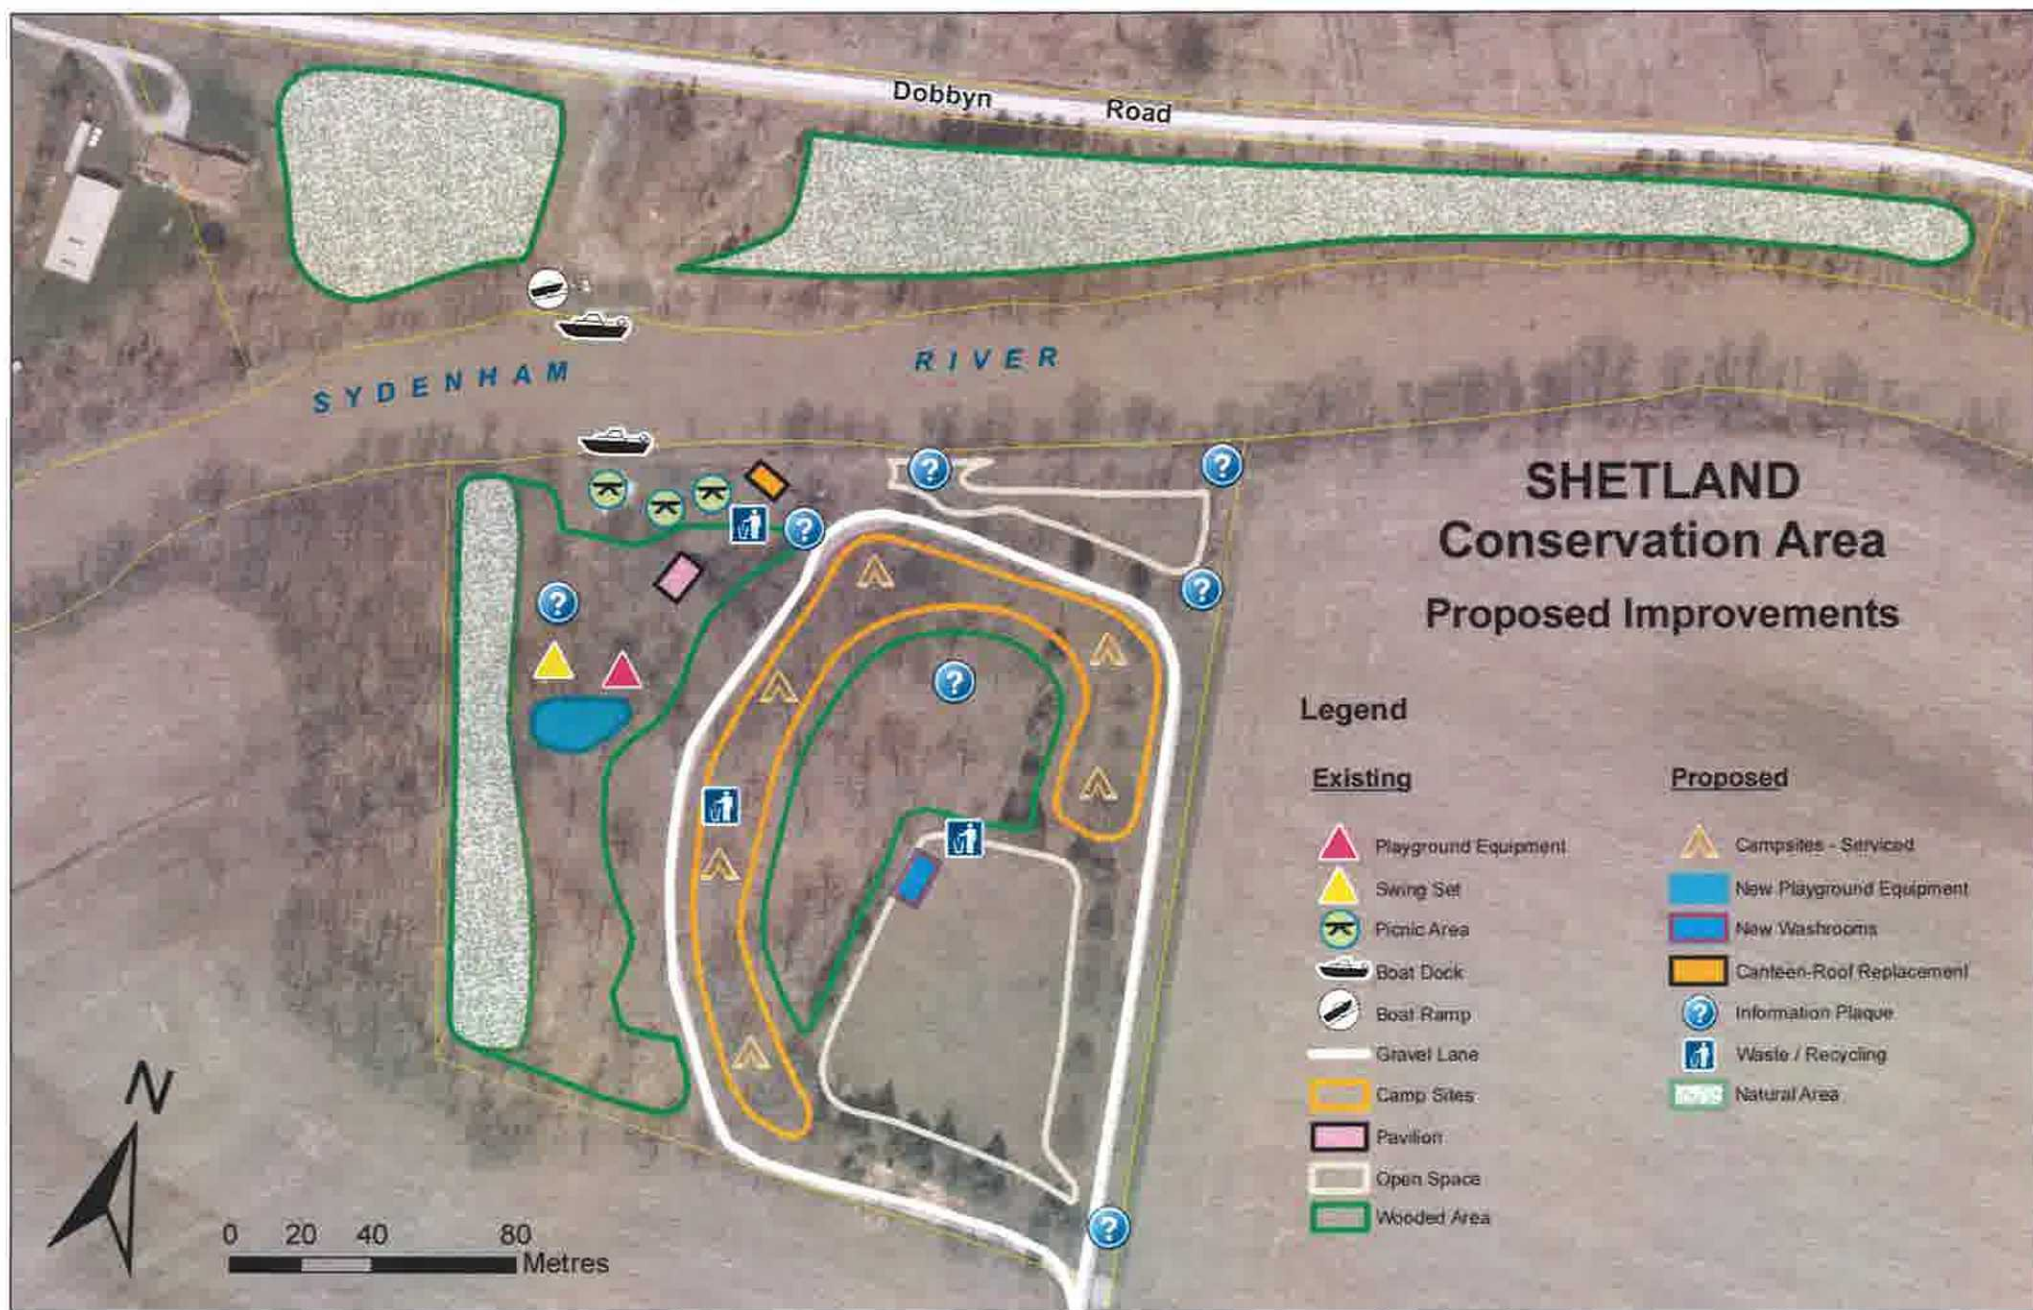 Dobbyn Road
SYDENHAM RIVER
SHETLAND
Conservation Area
Proposed Improvements
Legend
Existing
Playground Equipment
Swing Set
Picnic Area
Boat Dock
Boat Ramp
Gravel Lane
Camp Sites
Pavilion
Open Space
Wooded Area
Proposed
Campsites - Serviced
New Playground Equipment
New Washrooms
Canteen-Roof Replacement
Information Plaque
Waste / Recycling
Natural Area
N
0 20 40 80
Metres